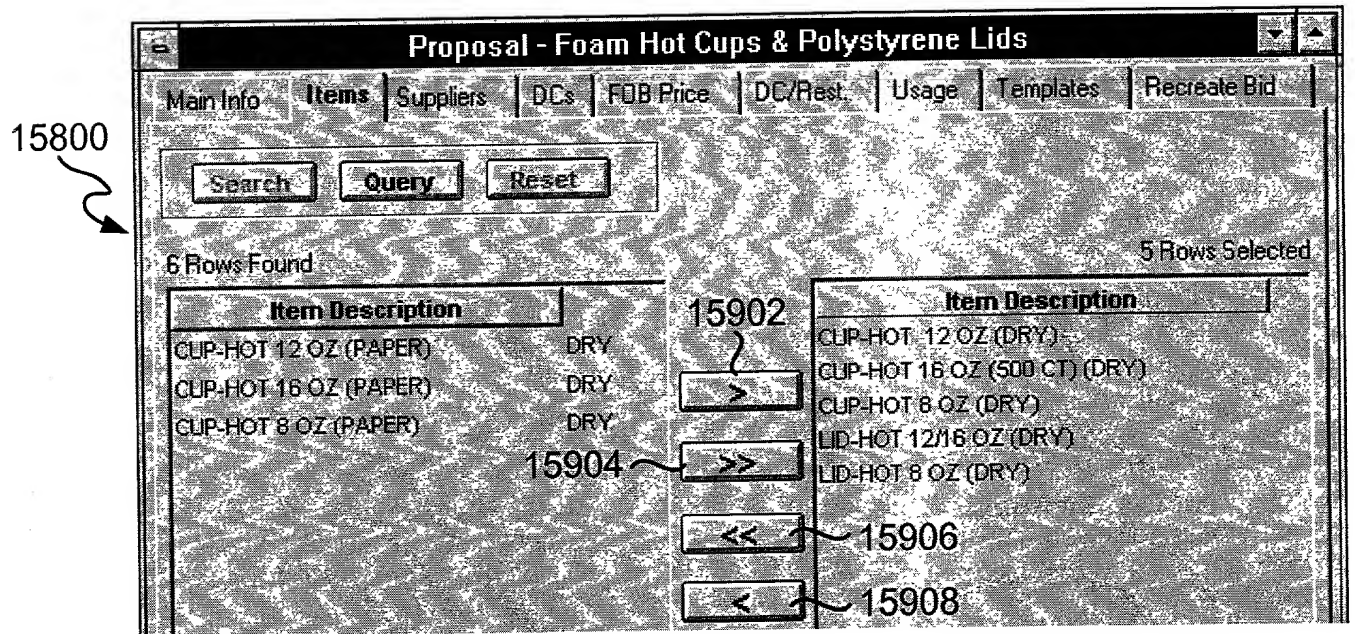 Proposal - Foam Hot Cups & Polystyrene Lids
Main Info Items Suppliers DCs FOB Price DC/Rest. Usage Templates Recreate Bid
15800
Search Query Reset
6 Rows Found
5 Rows Selected
Item Description
CUP-HOT 12 OZ (PAPER) DRY
CUP-HOT 16 OZ (PAPER) DRY
CUP-HOT 8 OZ (PAPER) DRY
15902
>
15904 >>
<< 15906
< 15908
Item Description
CUP-HOT 12 OZ (DRY)
CUP-HOT 16 OZ (500 CT) (DRY)
CUP-HOT 8 OZ (DRY)
LID-HOT 12/16 OZ (DRY)
LID-HOT 8 OZ (DRY)